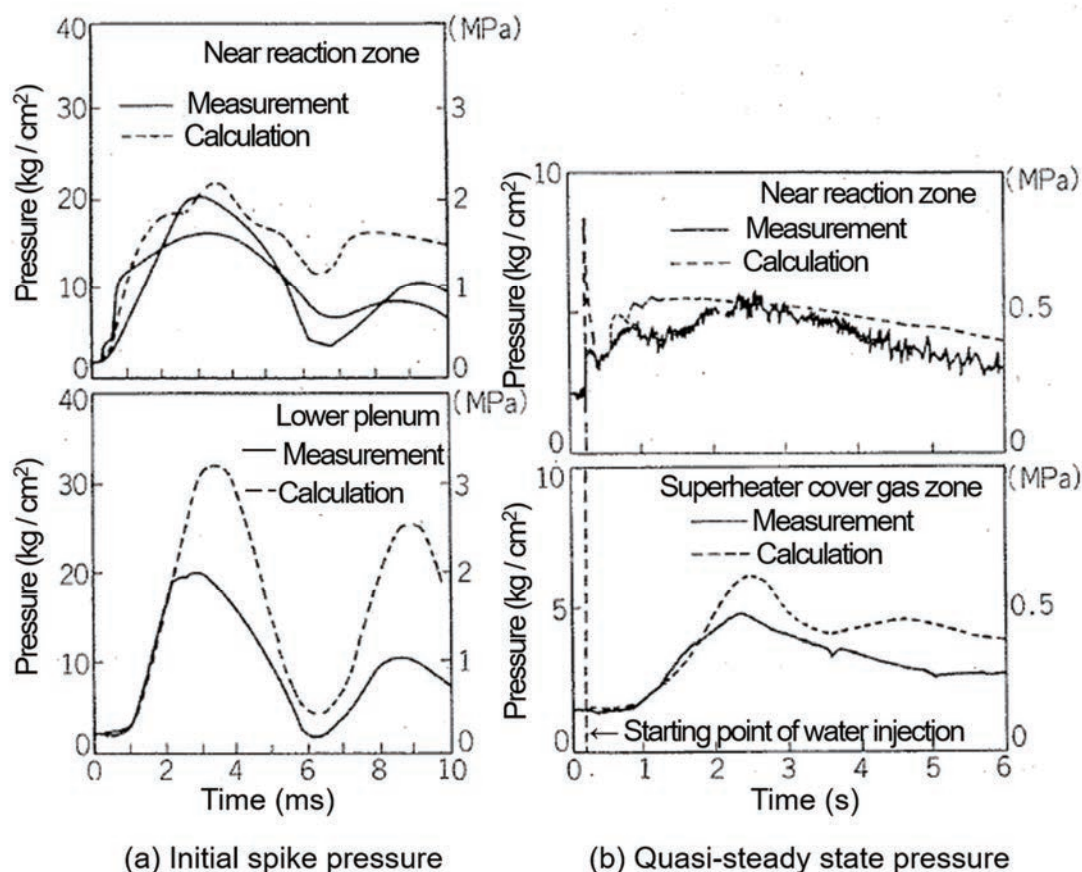 40
(MPa)
Near reaction zone
30
3
Measurement
Calculation
20
2
10
1
0
0
Pressure (kg / cm²)
40
(MPa)
Lower plenum
Measurement
30
3
Calculation
20
2
10
1
0
0
Pressure (kg / cm²)
0 2 4 6 8 10
Time (ms)
(a) Initial spike pressure
10
(MPa)
Near reaction zone
Measurement
Calculation
0.5
0
0
Pressure (kg / cm²)
10
(MPa)
Superheater cover gas zone
Measurement
Calculation
5
0.5
Starting point of water injection
0
0
Pressure (kg / cm²)
0 1 2 3 4 5 6
Time (s)
(b) Quasi-steady state pressure